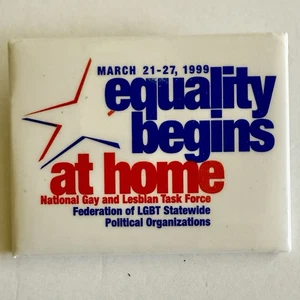 MARCH 21-27, 1999
equality
begins
at home
National Gay and Lesbian Task Force
Federation of LGBT Statewide
Political Organizations